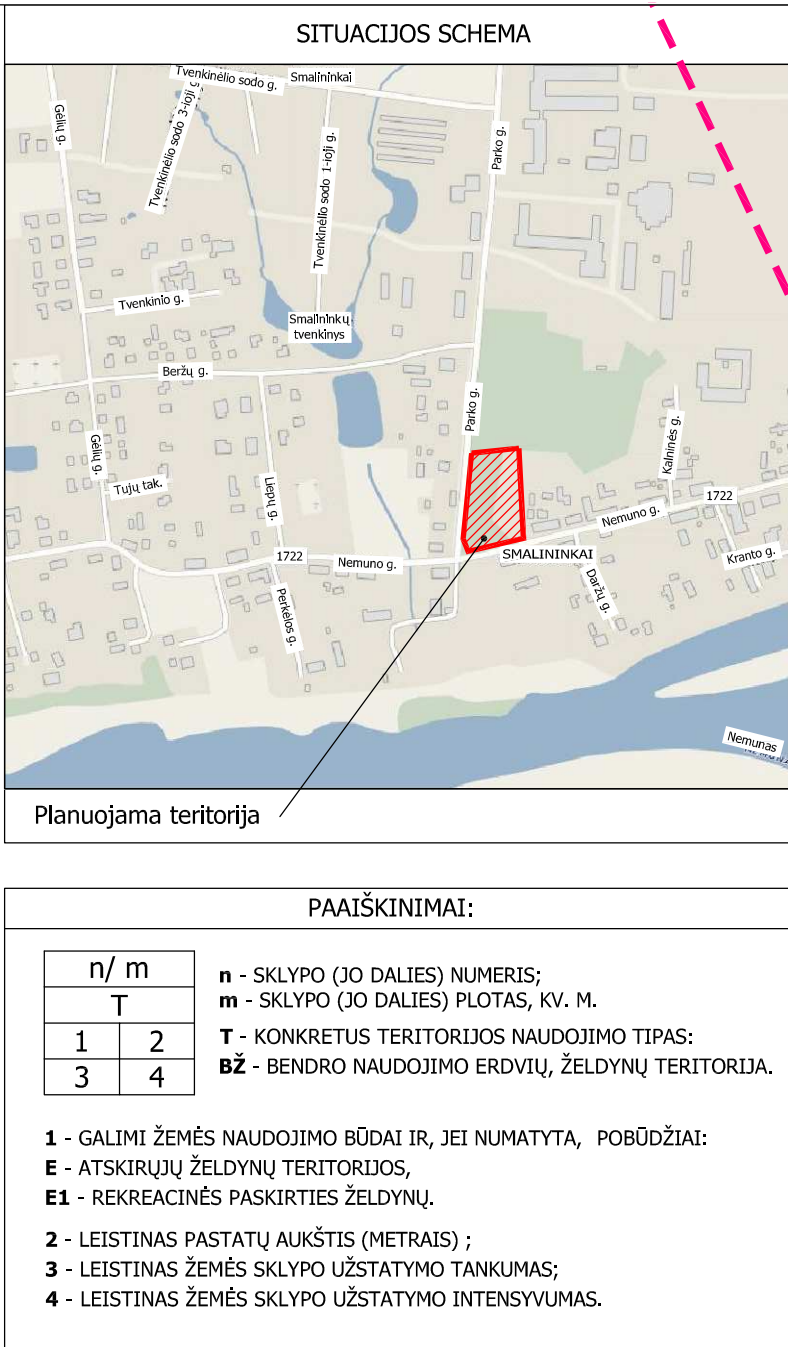 SITUACIJOS SCHEMA
Tvenkinėlio sodo g.
Smalininkai
Gėlių g.
Tvenkinėlio sodo 3-ioji g
Tvenkinėlio sodo 1-ioji g.
Parko g.
Tvenkinio g.
Smalininkų
tvenkinys
Beržų g.
Parko g.
Kalninės g.
Gėlių g.
Tujų tak.
Liepų g.
1722
Nemuno g.
1722
Nemuno g.
SMALININKAI
Kranto g.
Perkėlos g.
Daržų g.
Nemunas
Planuojama teritorija
PAAIŠKINIMAI:
n/ m
T
1 2
3 4
n - SKLYPO (JO DALIES) NUMERIS;
m - SKLYPO (JO DALIES) PLOTAS, KV. M.
T - KONKRETUS TERITORIJOS NAUDOJIMO TIPAS:
BŽ - BENDRO NAUDOJIMO ERDVIŲ, ŽELDYNŲ TERITORIJA.
1 - GALIMI ŽEMĖS NAUDOJIMO BŪDAI IR, JEI NUMATYTA, POBŪDŽIAI:
E - ATSKIRŲJŲ ŽELDYNŲ TERITORIJOS,
E1 - REKREACINĖS PASKIRTIES ŽELDYNŲ.
2 - LEISTINAS PASTATŲ AUKŠTIS (METRAIS) ;
3 - LEISTINAS ŽEMĖS SKLYPO UŽSTATYMO TANKUMAS;
4 - LEISTINAS ŽEMĖS SKLYPO UŽSTATYMO INTENSYVUMAS.